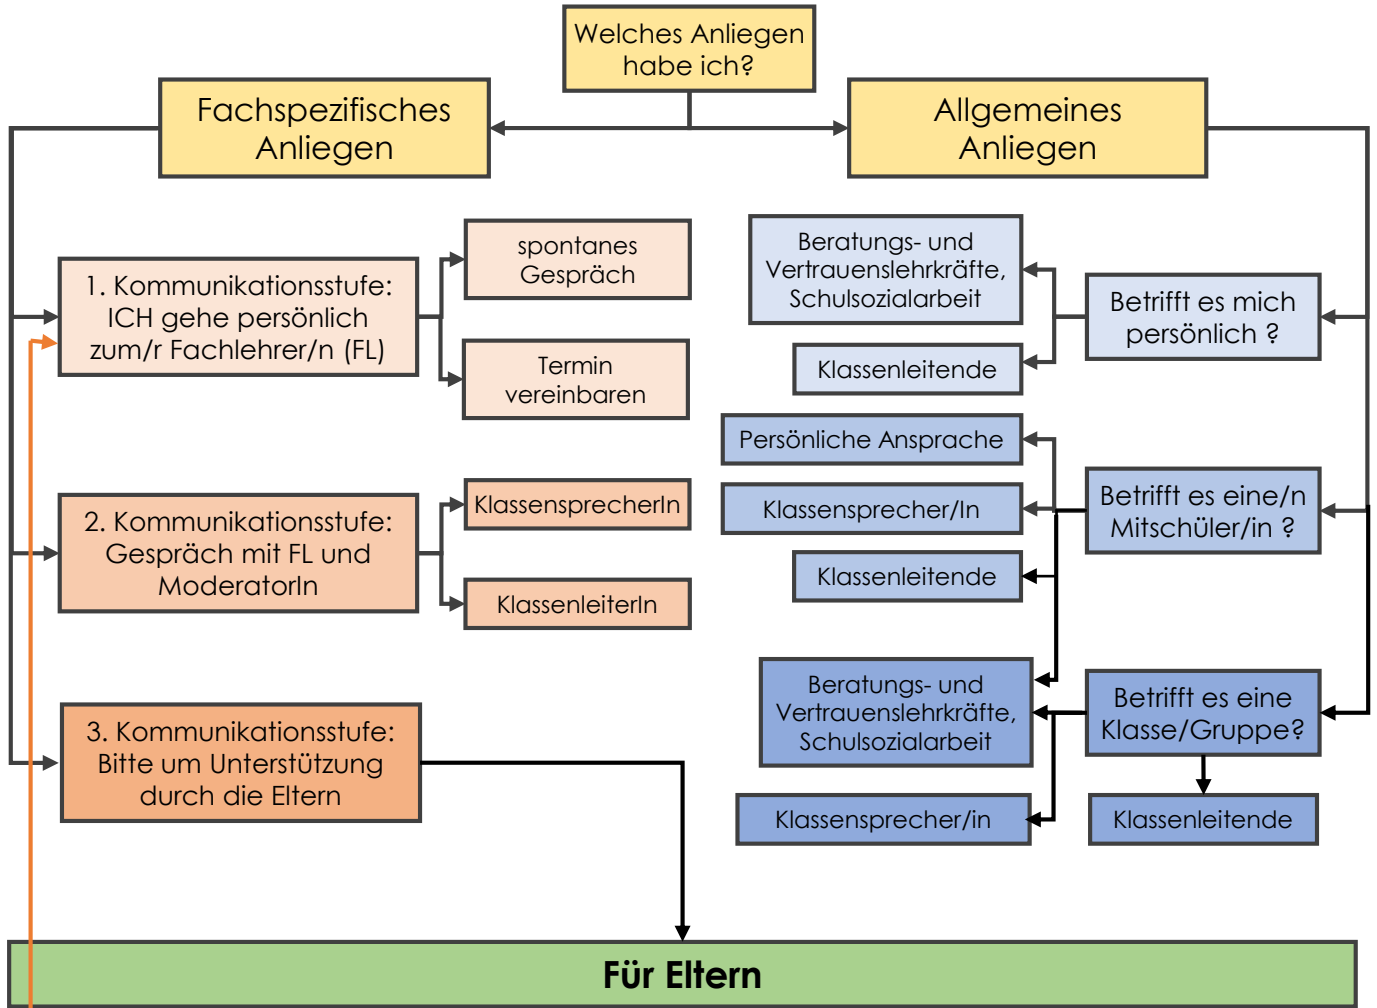 Welches Anliegen
habe ich?
Fachspezifisches
Anliegen
Allgemeines
Anliegen
1. Kommunikationsstufe:
ICH gehe persönlich
zum/r Fachlehrer/n (FL)
spontanes
Gespräch
Termin
vereinbaren
2. Kommunikationsstufe:
Gespräch mit FL und
ModeratorIn
KlassensprecherIn
KlassenleiterIn
3. Kommunikationsstufe:
Bitte um Unterstützung
durch die Eltern
Beratungs- und
Vertrauenslehrkräfte,
Schulsozialarbeit
Klassenleitende
Betrifft es mich
persönlich ?
Persönliche Ansprache
Klassensprecher/In
Klassenleitende
Betrifft es eine/n
Mitschüler/in ?
Beratungs- und
Vertrauenslehrkräfte,
Schulsozialarbeit
Klassensprecher/in
Betrifft es eine
Klasse/Gruppe?
Klassenleitende
Für Eltern